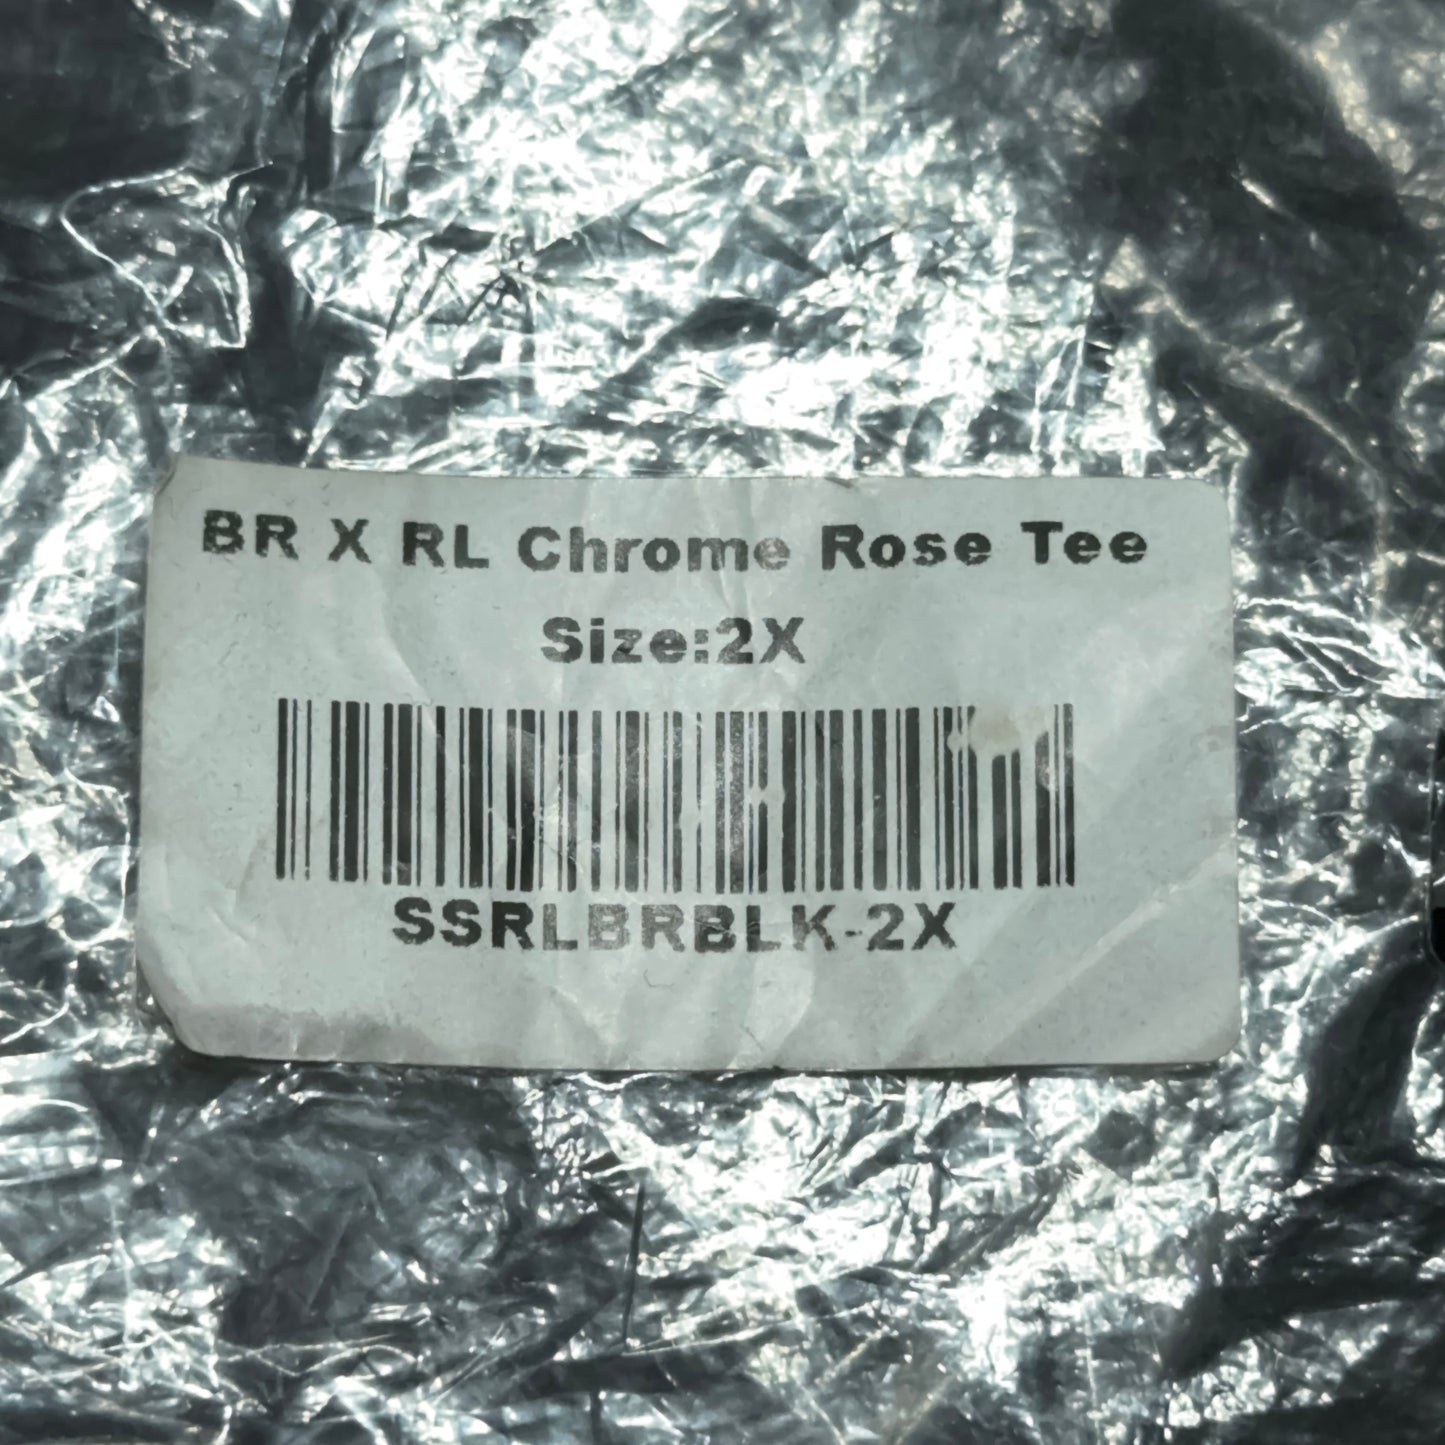 BR X RL Chrome Rose Tee
Size:2X
SSRLBRBLK-2X